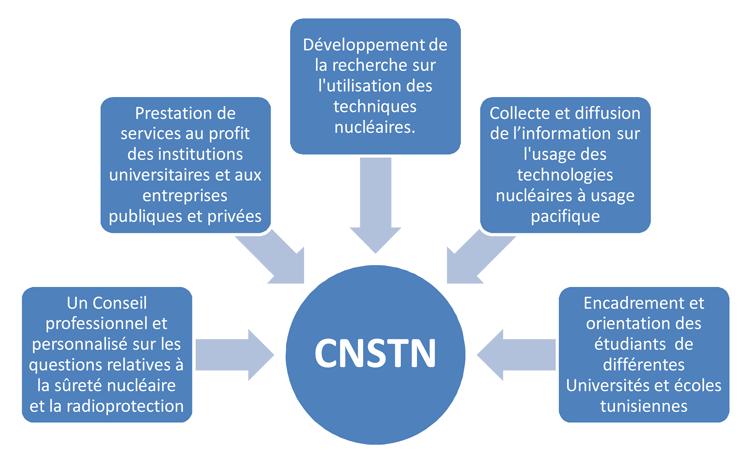 Développement de
la recherche sur
l'utilisation des
techniques
nucléaires.
Prestation de
services au profit
des institutions
universitaires et aux
entreprises
publiques et privées
Collecte et diffusion
de l’information sur
l'usage des
technologies
nucléaires à usage
pacifique
Un Conseil
professionnel et
personnalisé sur les
questions relatives à
la sûreté nucléaire
et la radioprotection
CNSTN
Encadrement et
orientation des
étudiants de
différentes
Universités et écoles
tunisiennes